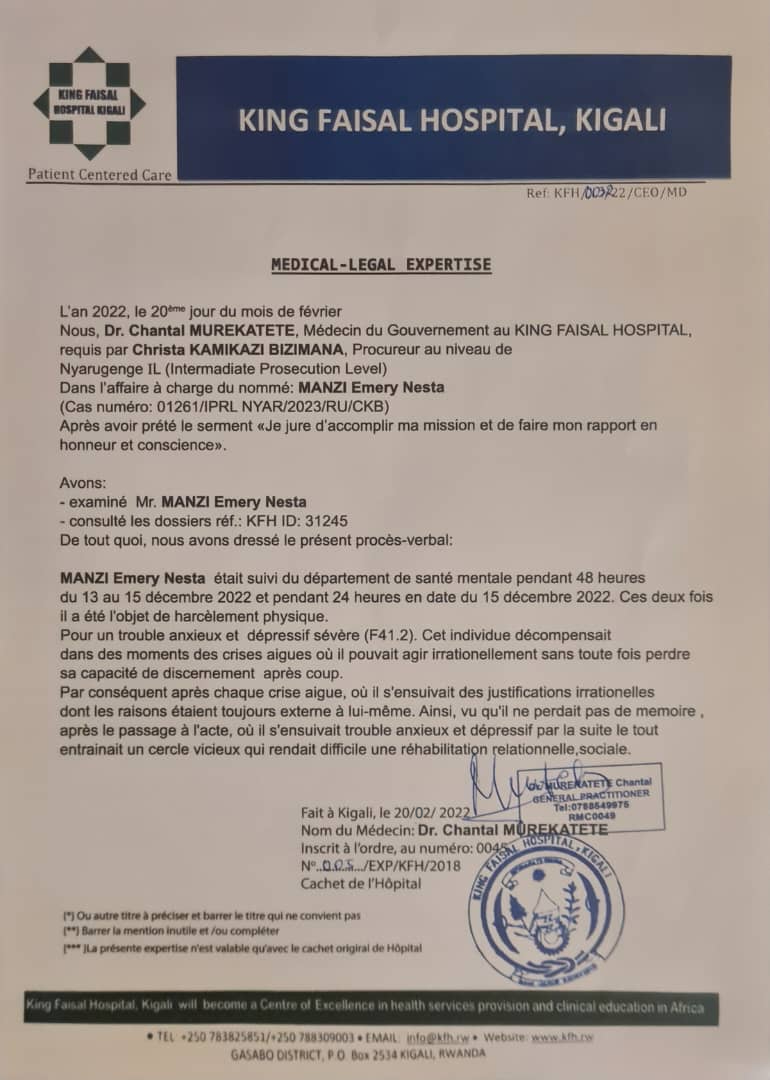 KING FAISAL
HOSPITAL KIGALI
KING FAISAL HOSPITAL, KIGALI
Patient Centered Care
Ref: KFH/0032/22/CEO/MD
MEDICAL-LEGAL EXPERTISE
L'an 2022, le 20ème jour du mois de février
Nous, Dr. Chantal MUREKATETE, Médecin du Gouvernement au KING FAISAL HOSPITAL,
requis par Christa KAMIKAZI BIZIMANA, Procureur au niveau de
Nyarugenge IL (Intermadiate Prosecution Level)
Dans l'affaire à charge du nommé: MANZI Emery Nesta
(Cas numéro: 01261/IPRL NYAR/2023/RU/CKB)
Après avoir prété le serment «Je jure d'accomplir ma mission et de faire mon rapport en
honneur et conscience».
Avons:
- examiné Mr. MANZI Emery Nesta
- consulté les dossiers réf.: KFH ID: 31245
De tout quoi, nous avons dressé le présent procès-verbal:
MANZI Emery Nesta était suivi du département de santé mentale pendant 48 heures
du 13 au 15 décembre 2022 et pendant 24 heures en date du 15 décembre 2022. Ces deux fois
il a été l'objet de harcèlement physique.
Pour un trouble anxieux et dépressif sévère (F41.2). Cet individue décompensait
dans des moments des crises aigues où il pouvait agir irrationellement sans toute fois perdre
sa capacité de discernement après coup.
Par conséquent après chaque crise aigue, où il s'ensuivait des justifications irrationelles
dont les raisons étaient toujours externe à lui-même. Ainsi, vu qu'il ne perdait pas de memoire ,
après le passage à l'acte, où il s'ensuivait trouble anxieux et dépressif par la suite le tout
entrainait un cercle vicieux qui rendait difficile une réhabilitation relationnelle,sociale.
Dr. MUREKATETE Chantal
GENERAL PRACTITIONER
Tel:0788549975
RMC0049
Fait à Kigali, le 20/02/ 2022
Nom du Médecin: Dr. Chantal MUREKATETE
Inscrit à l'ordre, au numéro: 0045
N°..005.../EXP/KFH/2018
Cachet de l'Hôpital
KING FAISAL HOSPITAL, KIGALI
(*) Ou autre titre à préciser et barrer le titre qui ne convient pas
(**) Barrer la mention inutile et /ou compléter
(*** )La présente expertise n'est valable qu'avec le cachet origiral de Hôpital
King Faisal Hospital, Kigali will become a Centre of Excellence in health services provision and clinical education in Africa
• TEL +250 783825851/+250 788309003 • EMAIL: info@kfh.rw • Website: www.kfh.rw
GASABO DISTRICT, P.O. Box 2534 KIGALI, RWANDA